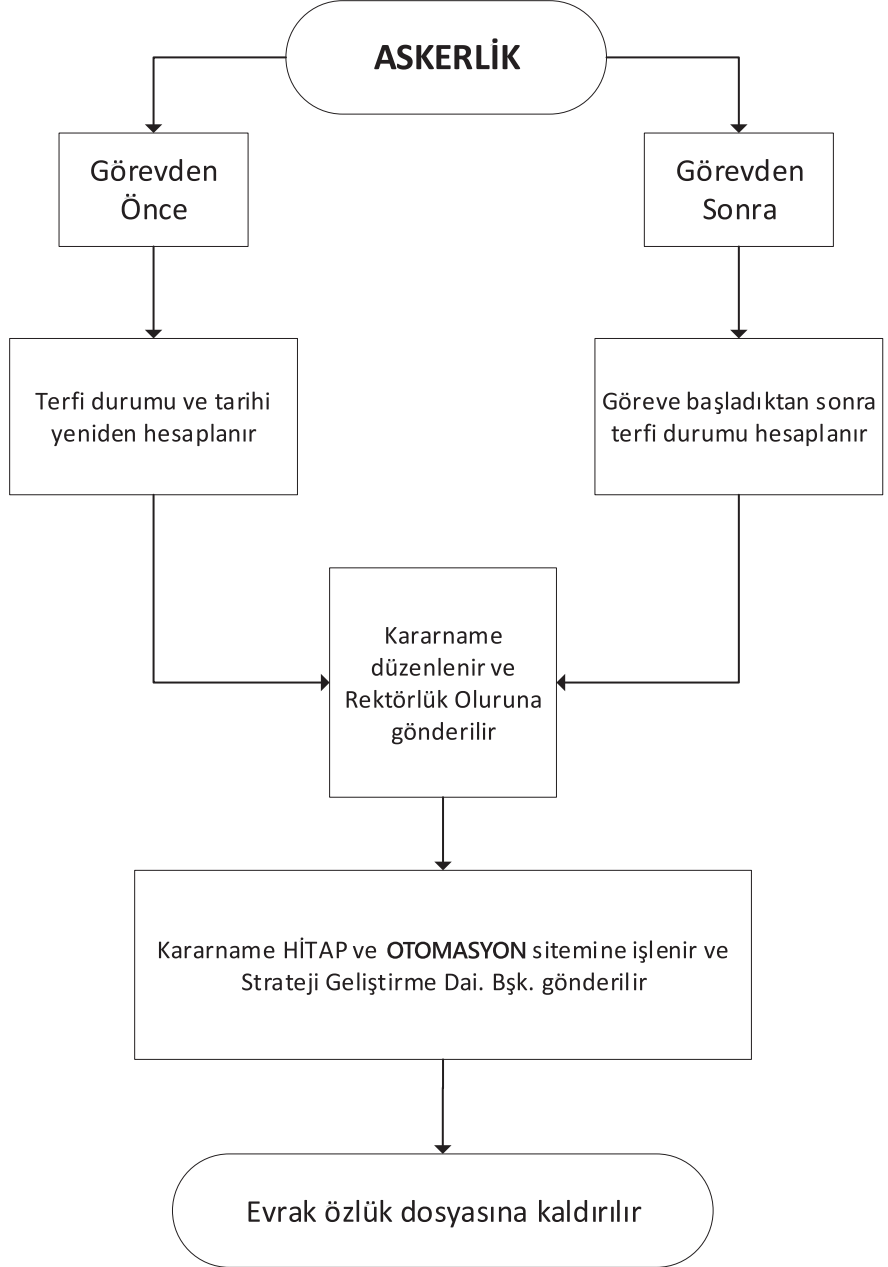 ASKERLİK
Görevden
Önce
Görevden
Sonra
Terfi durumu ve tarihi
yeniden hesaplanır
Göreve başladıktan sonra
terfi durumu hesaplanır
Kararname
düzenlenir ve
Rektörlük Oluruna
gönderilir
Kararname HİTAP ve OTOMASYON sitemine işlenir ve
Strateji Geliştirme Dai. Bşk. gönderilir
Evrak özlük dosyasına kaldırılır